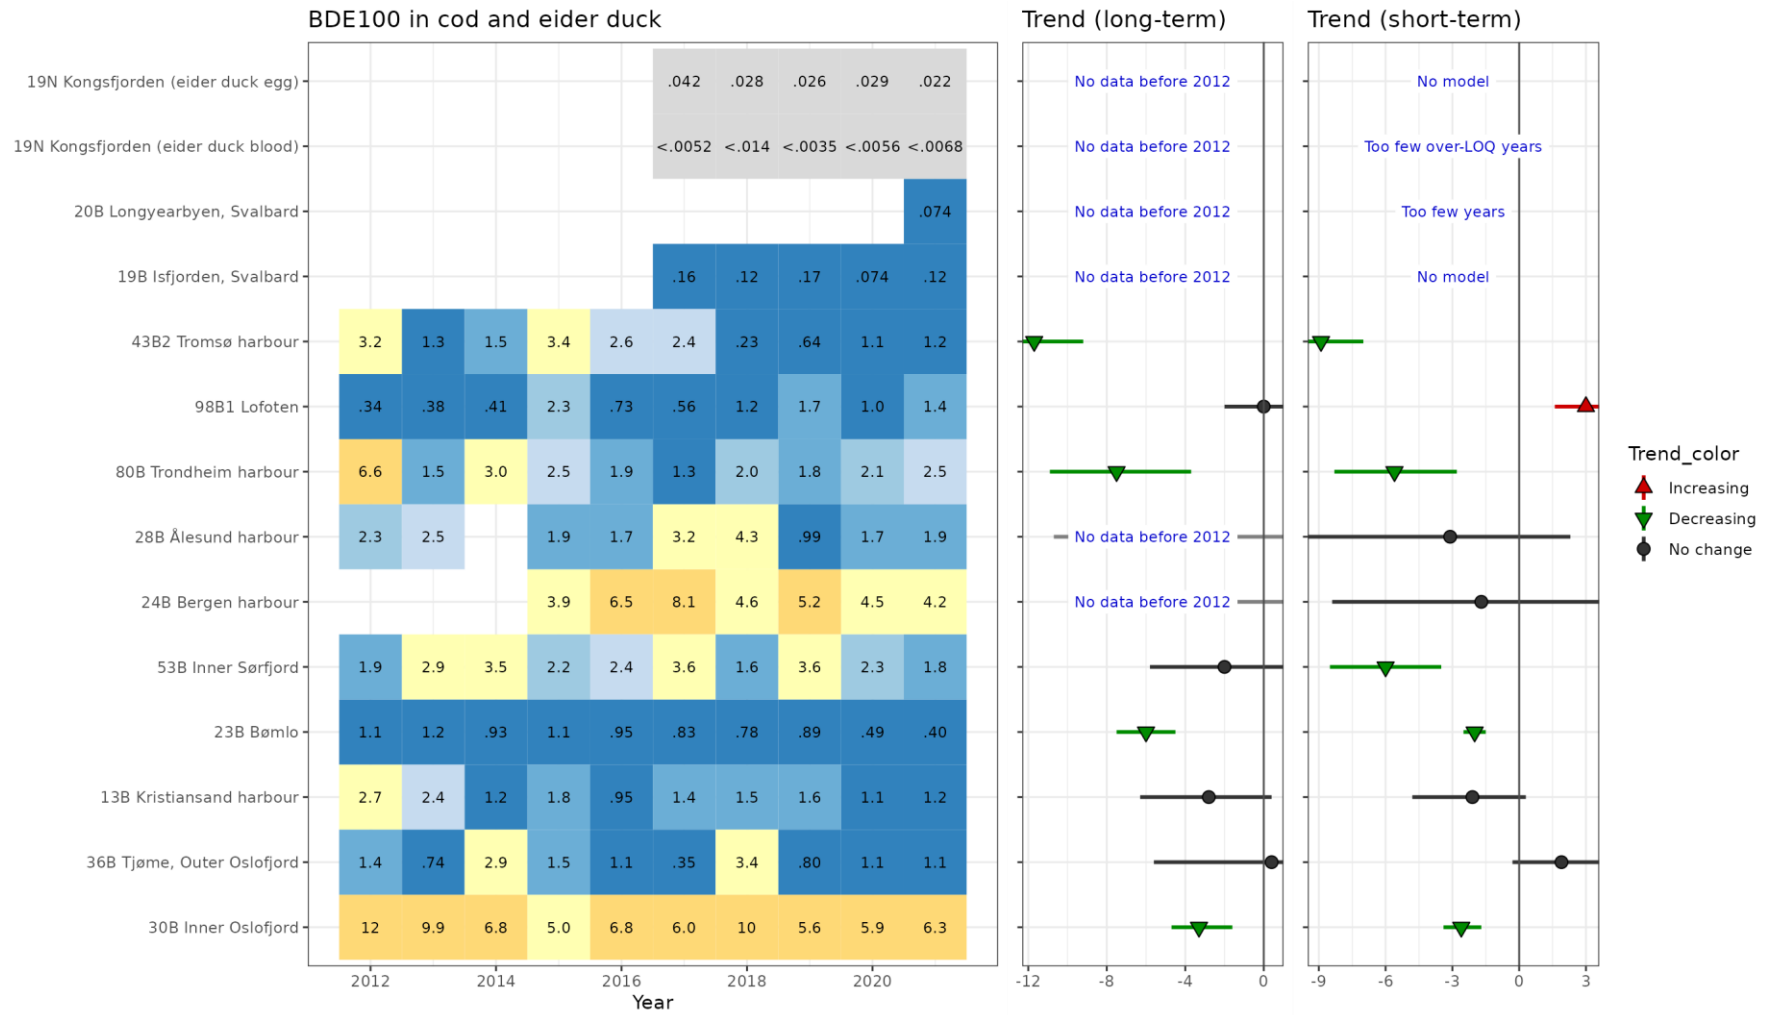 BDE100 in cod and eider duck
Trend (long-term)
Trend (short-term)
19N Kongsfjorden (eider duck egg) .042 .028 .026 .029 .022 No data before 2012 No model
19N Kongsfjorden (eider duck blood) <.0052 <.014 <.0035 <.0056 <.0068 No data before 2012 Too few over-LOQ years
20B Longyearbyen, Svalbard .074 No data before 2012 Too few years
19B Isfjorden, Svalbard .16 .12 .17 .074 .12 No data before 2012 No model
43B2 Tromsø harbour 3.2 1.3 1.5 3.4 2.6 2.4 .23 .64 1.1 1.2
98B1 Lofoten .34 .38 .41 2.3 .73 .56 1.2 1.7 1.0 1.4
80B Trondheim harbour 6.6 1.5 3.0 2.5 1.9 1.3 2.0 1.8 2.1 2.5
28B Ålesund harbour 2.3 2.5 1.9 1.7 3.2 4.3 .99 1.7 1.9 No data before 2012
24B Bergen harbour 3.9 6.5 8.1 4.6 5.2 4.5 4.2 No data before 2012
53B Inner Sørfjord 1.9 2.9 3.5 2.2 2.4 3.6 1.6 3.6 2.3 1.8
23B Bømlo 1.1 1.2 .93 1.1 .95 .83 .78 .89 .49 .40
13B Kristiansand harbour 2.7 2.4 1.2 1.8 .95 1.4 1.5 1.6 1.1 1.2
36B Tjøme, Outer Oslofjord 1.4 .74 2.9 1.5 1.1 .35 3.4 .80 1.1 1.1
30B Inner Oslofjord 12 9.9 6.8 5.0 6.8 6.0 10 5.6 5.9 6.3
2012 2014 2016 2018 2020
Year
-12 -8 -4 0
-9 -6 -3 0 3
Trend_color
Increasing
Decreasing
No change